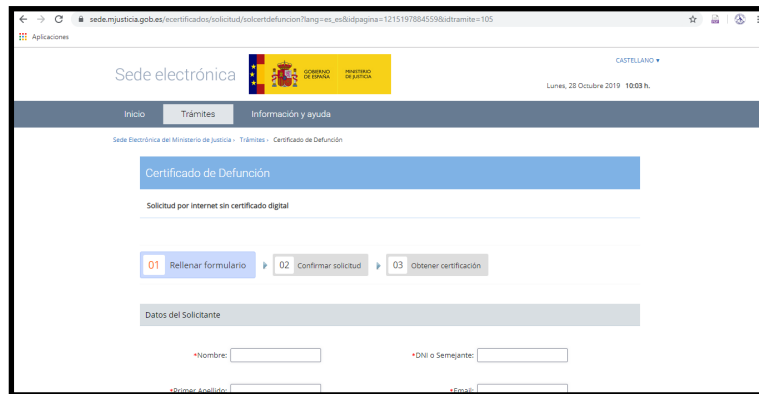 sede.mjusticia.gob.es/ecertificados/solicitud/solcertdefuncion?lang=es_es&idpagina=1215197884559&idtramite=105
Aplicaciones
CASTELLANO
Sede electrónica
GOBIERNO DE ESPAÑA
MINISTERIO DE JUSTICIA
Lunes, 28 Octubre 2019 10:03 h.
Inicio Trámites Información y ayuda
Sede Electrónica del Ministerio de Justicia › Trámites › Certificado de Defunción
Certificado de Defunción
Solicitud por internet sin certificado digital
01 Rellenar formulario 02 Confirmar solicitud 03 Obtener certificación
Datos del Solicitante
*Nombre: *DNI o Semejante:
*Primer Apellido: *Email: